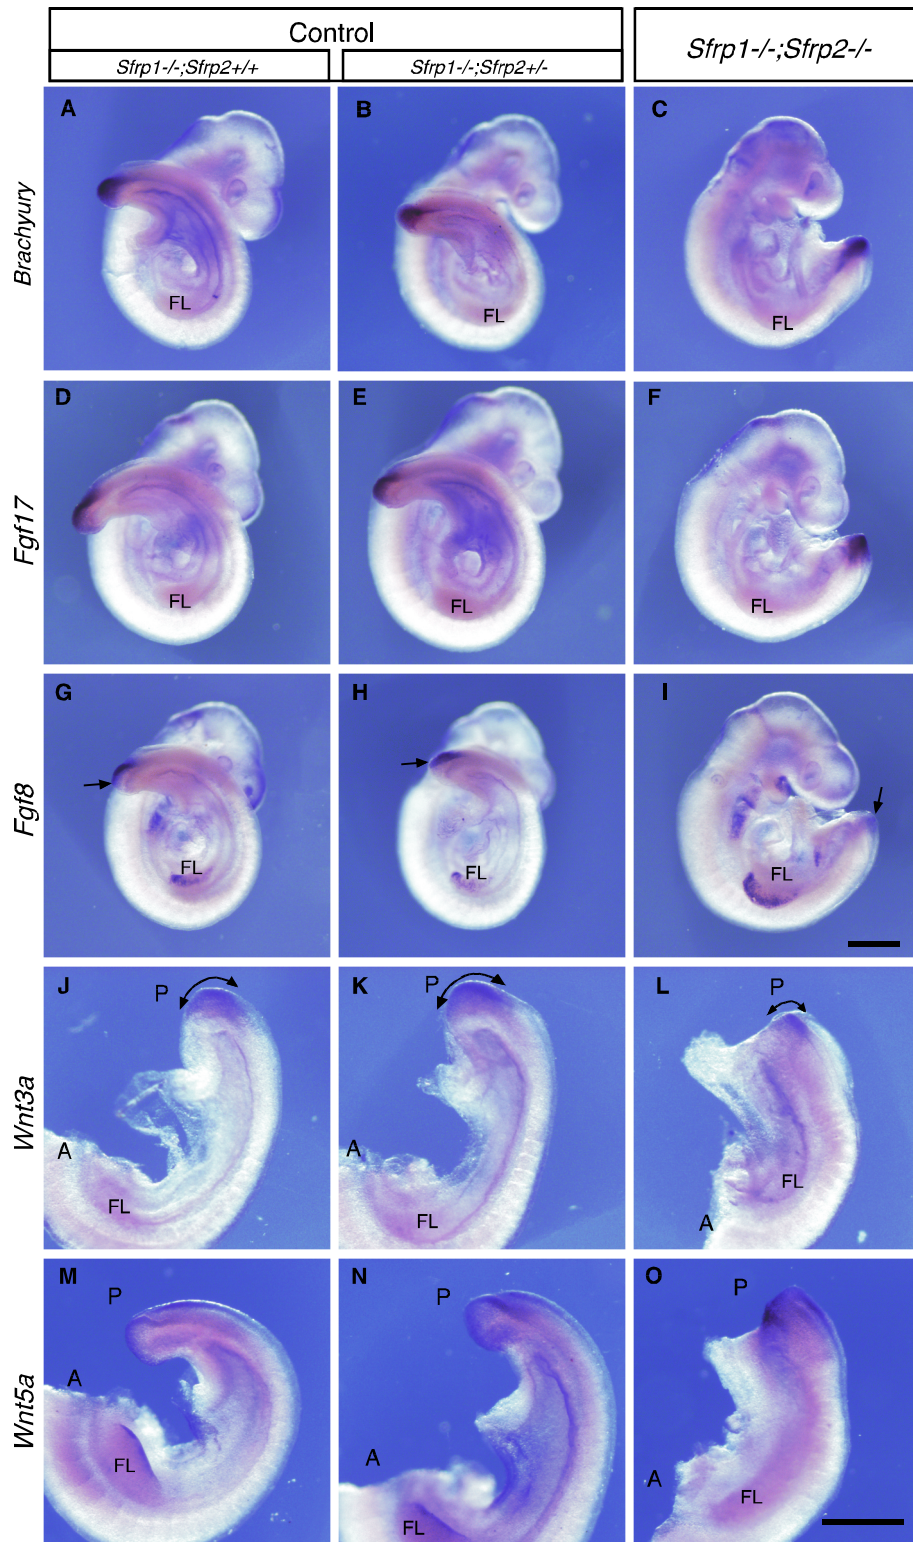 Control
Sfrp1-/-;Sfrp2-/-
Sfrp1-/-;Sfrp2+/+
Sfrp1-/-;Sfrp2+/-
Brachyury
A
FL
B
FL
C
FL
Fgf17
D
FL
E
FL
F
FL
Fgf8
G
FL
H
FL
I
FL
Wnt3a
J
P
A
FL
K
P
A
FL
L
P
A
FL
Wnt5a
M
P
A
FL
N
P
A
FL
O
P
A
FL